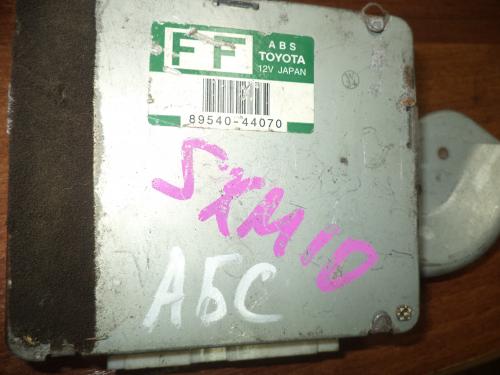 FF
ABS
TOYOTA
12V JAPAN
89540-44070
SXM10
АБС